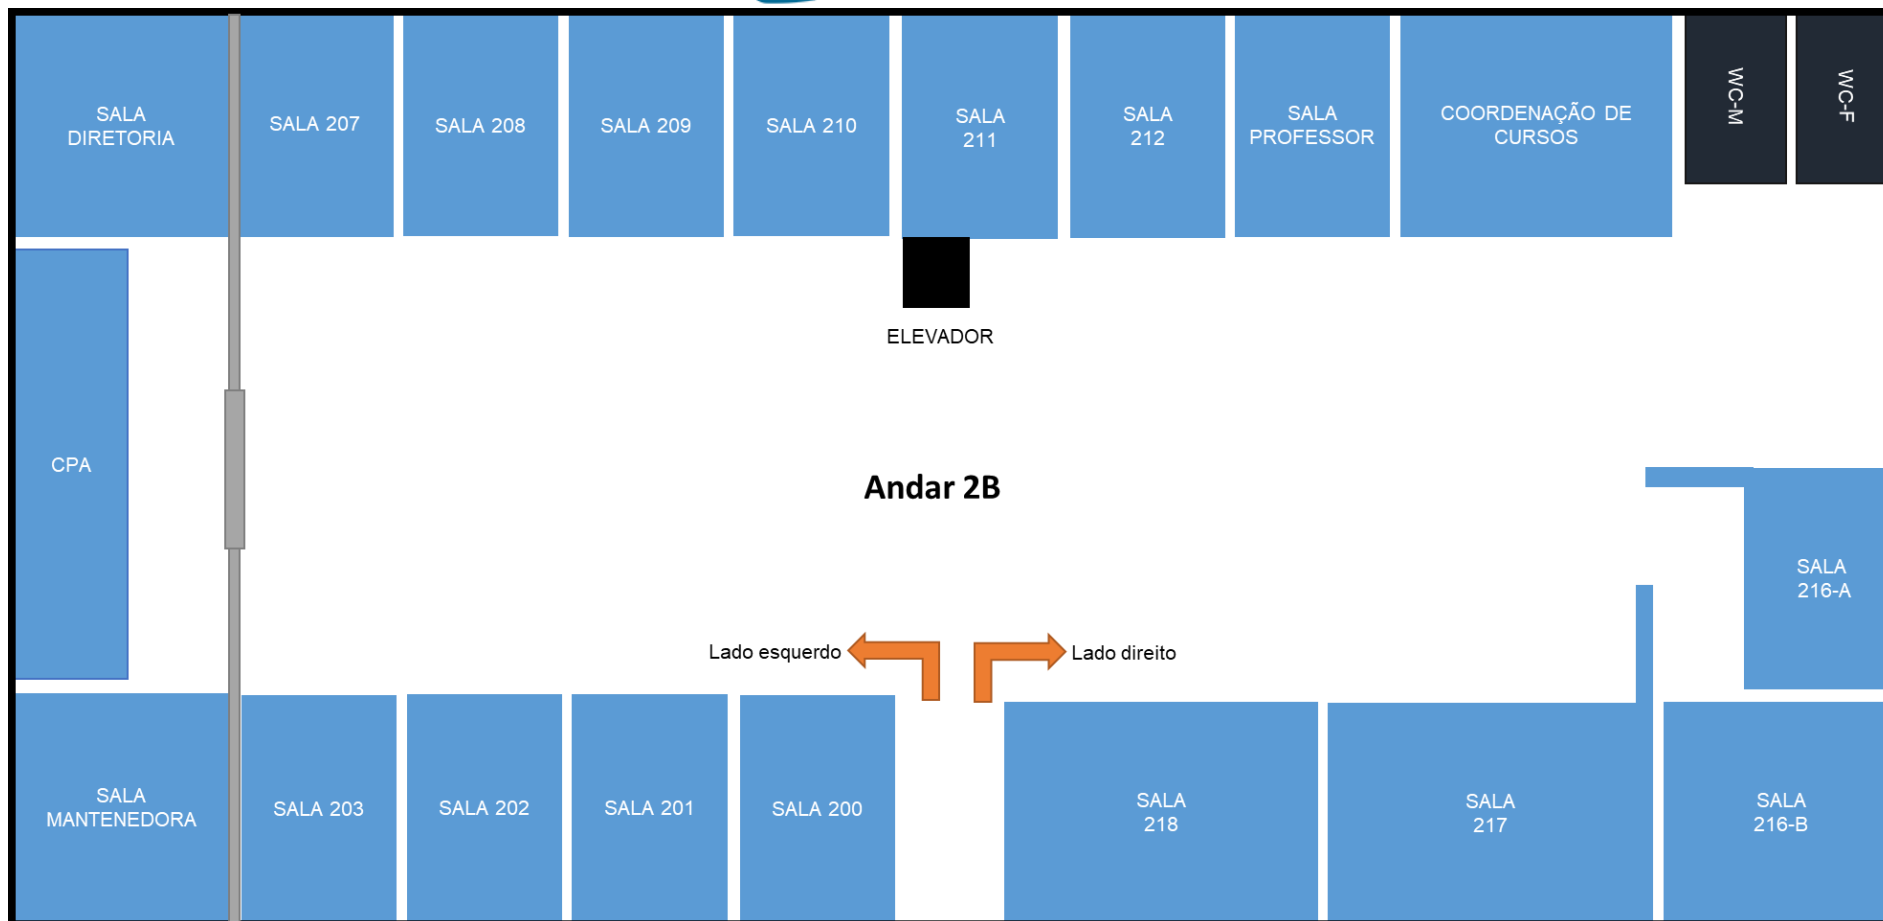 SALA
DIRETORIA
SALA 207
SALA 208
SALA 209
SALA 210
SALA
211
SALA
212
SALA
PROFESSOR
COORDENAÇÃO DE
CURSOS
WC-M
WC-F
ELEVADOR
CPA
Andar 2B
SALA
216-A
Lado esquerdo
Lado direito
SALA
MANTENEDORA
SALA 203
SALA 202
SALA 201
SALA 200
SALA
218
SALA
217
SALA
216-B